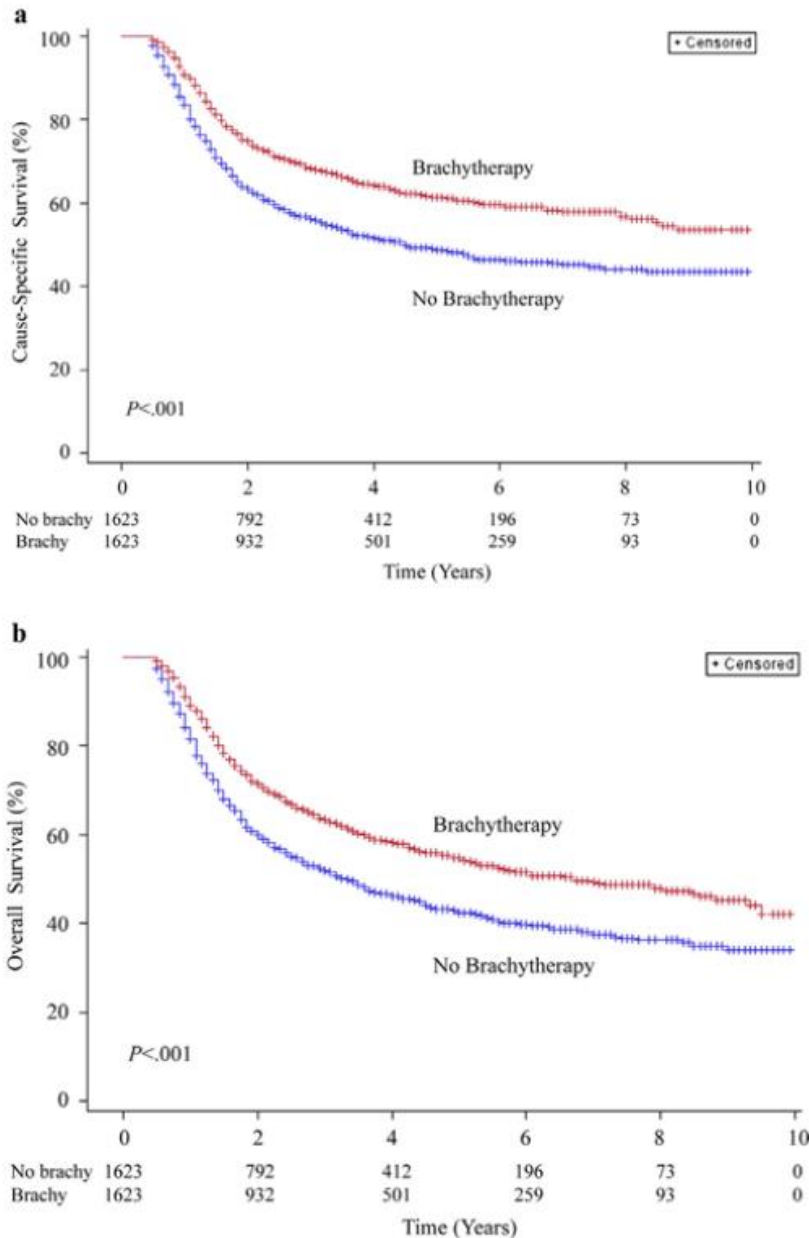 a
100
+ Censored
80
Brachytherapy
60
Cause-Specific Survival (%)
40
No Brachytherapy
20
P<.001
0
0 2 4 6 8 10
No brachy 1623 792 412 196 73 0
Brachy 1623 932 501 259 93 0
Time (Years)
b
100
+ Censored
80
Brachytherapy
60
Overall Survival (%)
40
No Brachytherapy
20
P<.001
0
0 2 4 6 8 10
No brachy 1623 792 412 196 73 0
Brachy 1623 932 501 259 93 0
Time (Years)